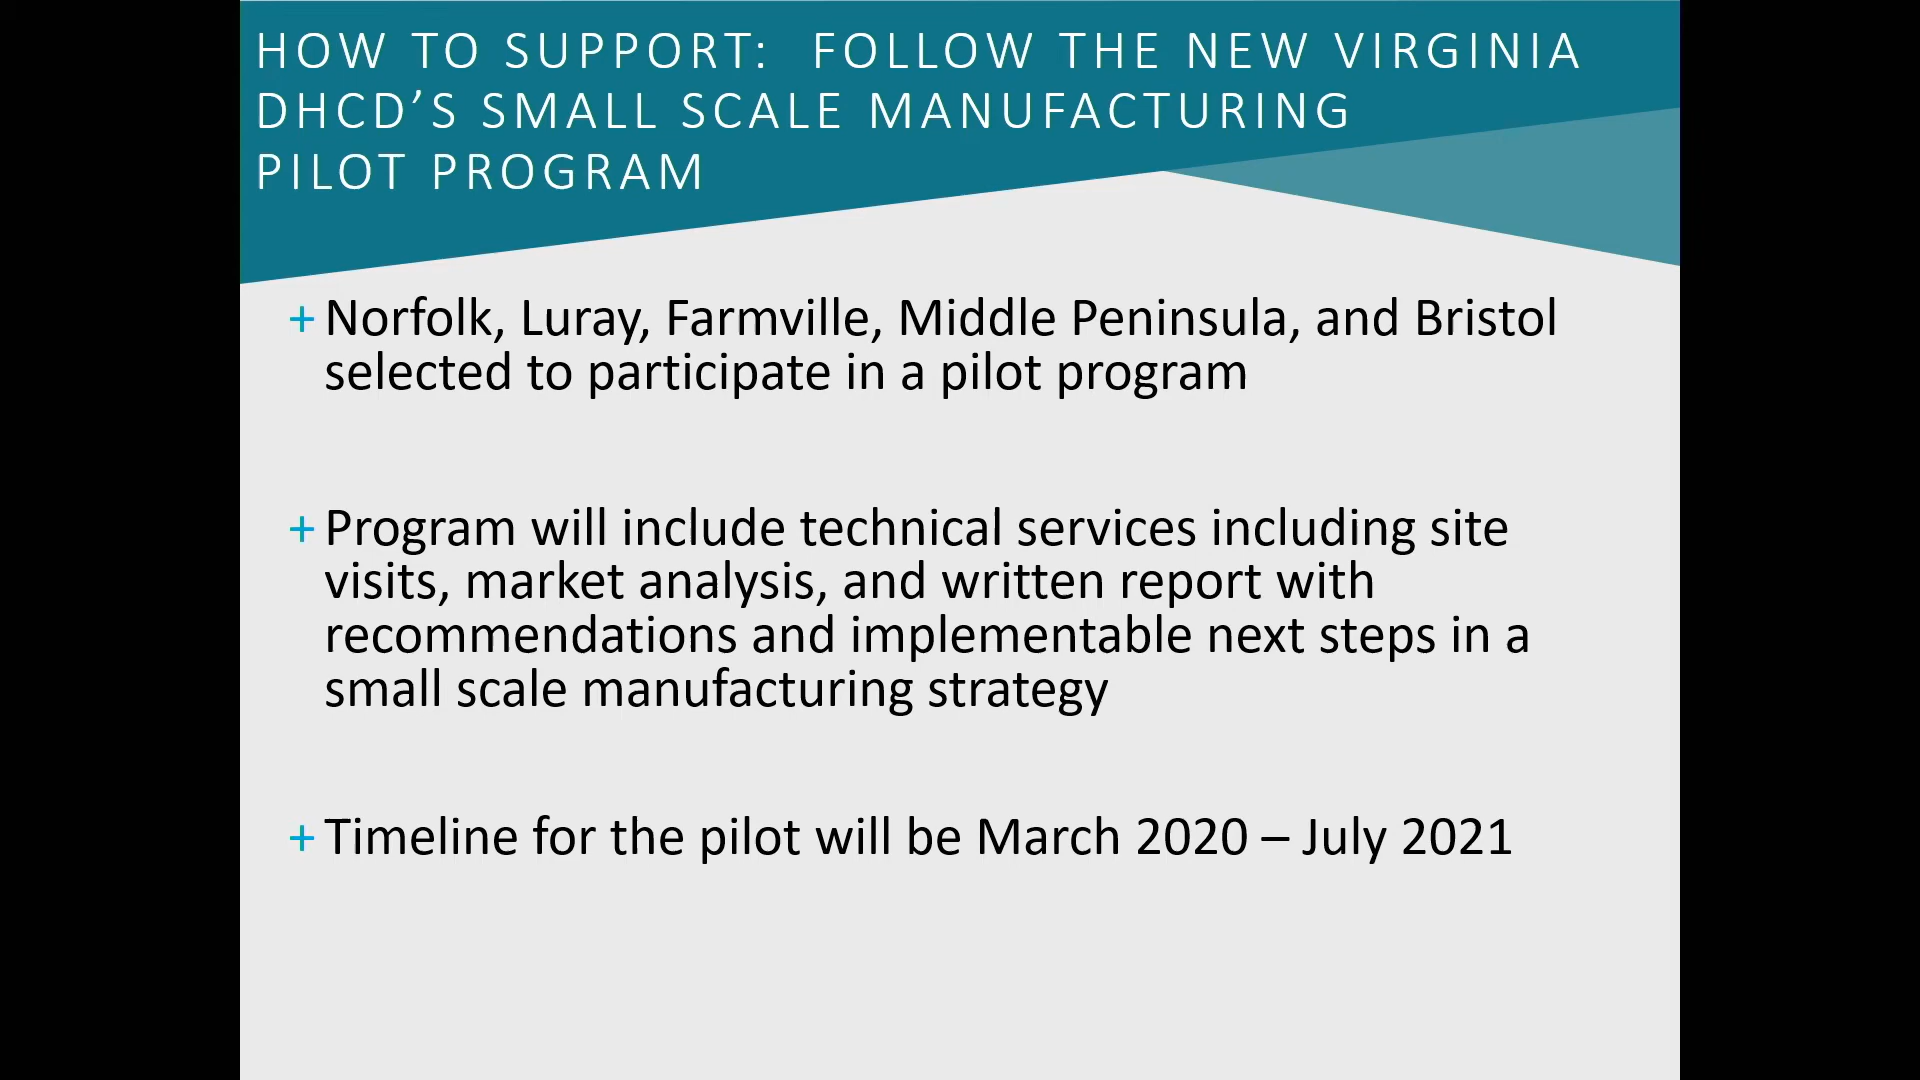 HOW TO SUPPORT: FOLLOW THE NEW VIRGINIA
DHCD’S SMALL SCALE MANUFACTURING
PILOT PROGRAM
+ Norfolk, Luray, Farmville, Middle Peninsula, and Bristol
selected to participate in a pilot program
+ Program will include technical services including site
visits, market analysis, and written report with
recommendations and implementable next steps in a
small scale manufacturing strategy
+ Timeline for the pilot will be March 2020 – July 2021